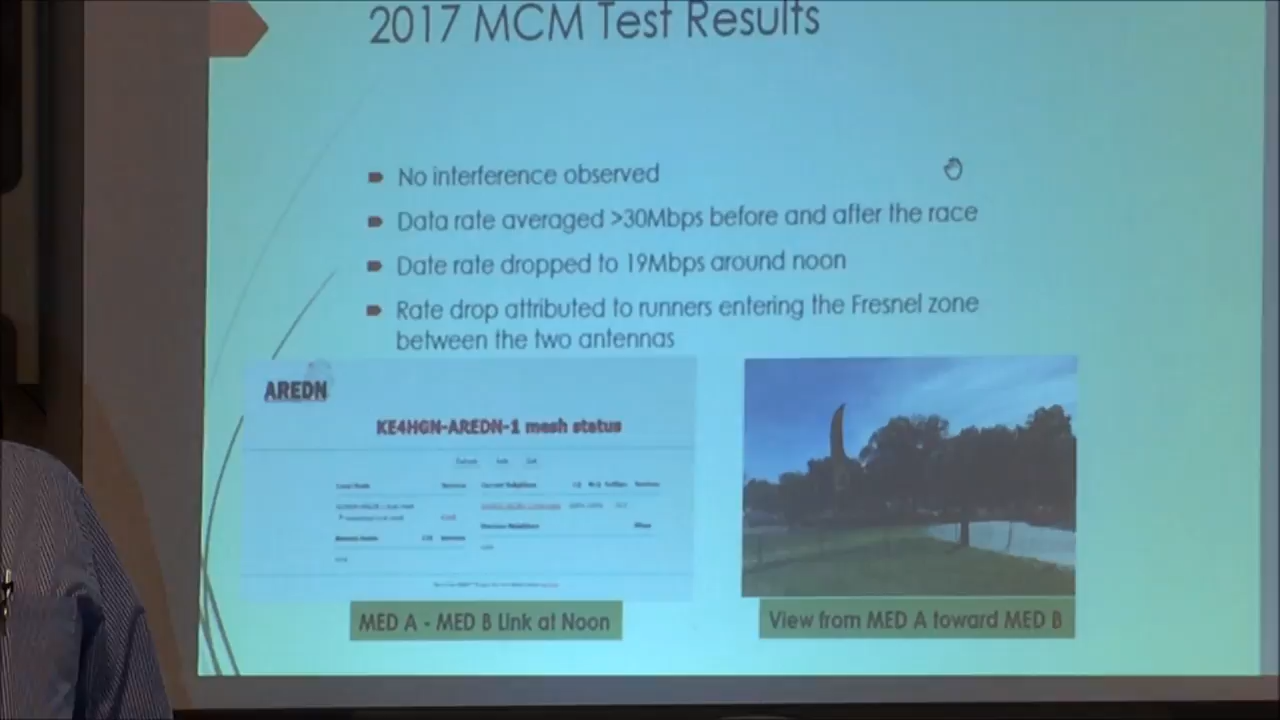 2017 MCM Test Results
No interference observed
Data rate averaged >30Mbps before and after the race
Date rate dropped to 19Mbps around noon
Rate drop attributed to runners entering the Fresnel zone
between the two antennas
AREDN
KE4HGN-AREDN-1 mesh status
MED A - MED B Link at Noon
View from MED A toward MED B